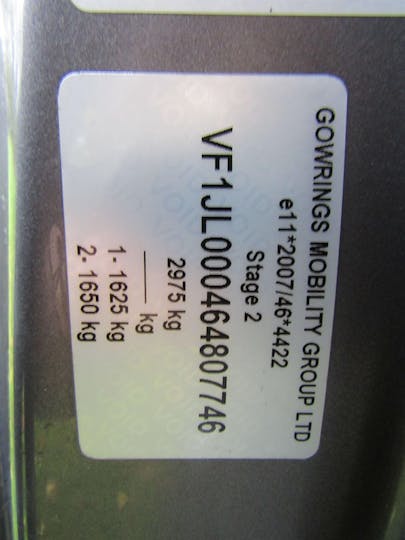 GOWRINGS MOBILITY GROUP LTD
e11*2007/46*4422
Stage 2
VF1JL000464807746
2975 kg
____ kg
1- 1625 kg
2- 1650 kg